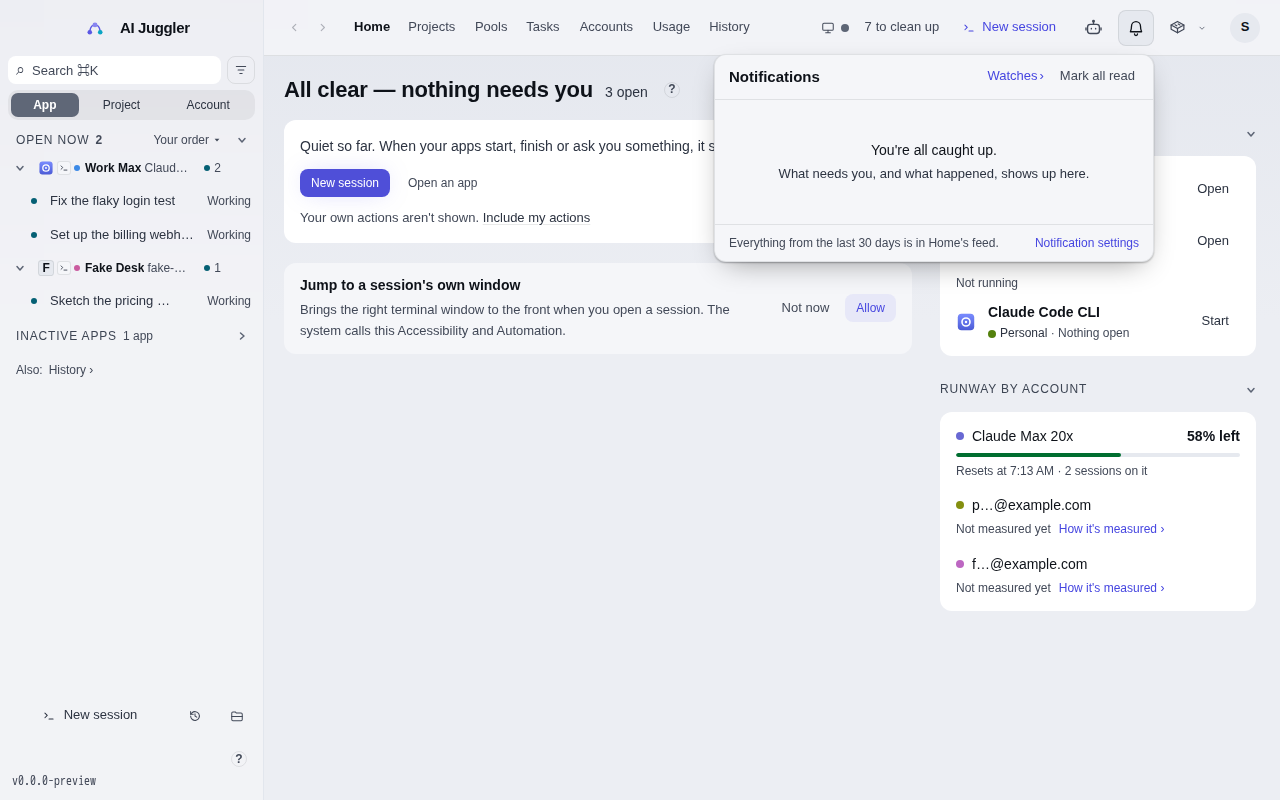 AI Juggler
Search ⌘K
App Project Account
OPEN NOW 2 Your order
Work Max Claud… 2
Fix the flaky login test Working
Set up the billing webh… Working
F Fake Desk fake-… 1
Sketch the pricing … Working
INACTIVE APPS 1 app
Also: History ›
New session
?
v0.0.0-preview
Home Projects Pools Tasks Accounts Usage History
7 to clean up New session S
All clear — nothing needs you 3 open ?
Quiet so far. When your apps start, finish or ask you something, it s
New session Open an app
Your own actions aren't shown. Include my actions
Jump to a session's own window
Brings the right terminal window to the front when you open a session. The
system calls this Accessibility and Automation.
Not now Allow
Notifications Watches › Mark all read
You're all caught up.
What needs you, and what happened, shows up here.
Everything from the last 30 days is in Home's feed. Notification settings
Open
Open
Not running
Claude Code CLI
Personal · Nothing open
Start
RUNWAY BY ACCOUNT
Claude Max 20x 58% left
Resets at 7:13 AM · 2 sessions on it
p…@example.com
Not measured yet How it's measured ›
f…@example.com
Not measured yet How it's measured ›